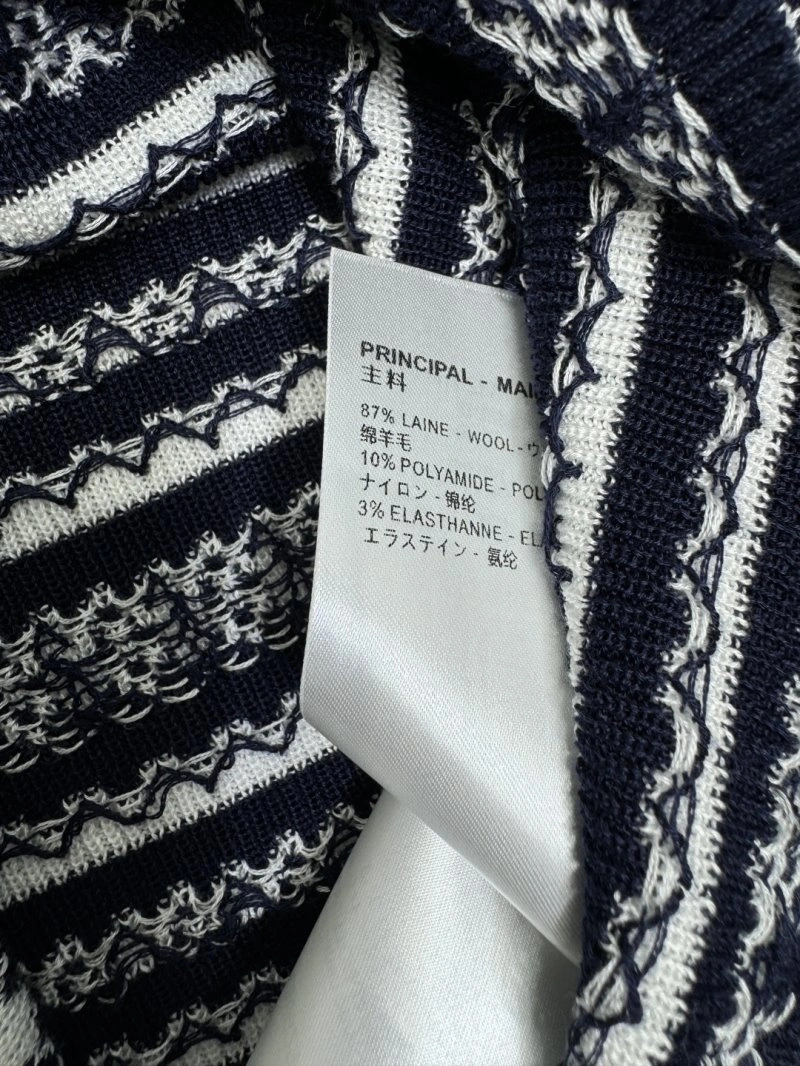 PRINCIPAL - MAI
主料
87% LAINE - WOOL - ウ
绵羊毛
10% POLYAMIDE - POL
ナイロン - 锦纶
3% ELASTHANNE - EL
エラステイン - 氨纶